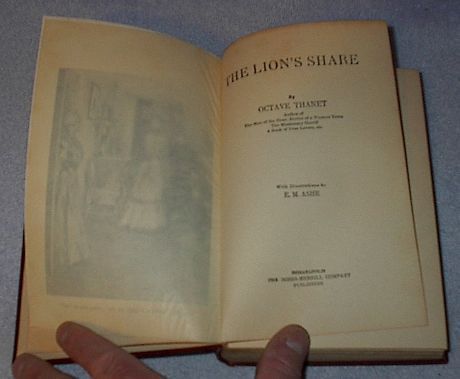 THE LION'S SHARE
By
OCTAVE THANET
Author of
The Man of the Hour, Stories of a Western Town
The Missionary Sheriff
A Book of True Lovers, etc.
With Illustrations by
E. M. ASHE
INDIANAPOLIS
THE BOBBS-MERRILL COMPANY
PUBLISHERS